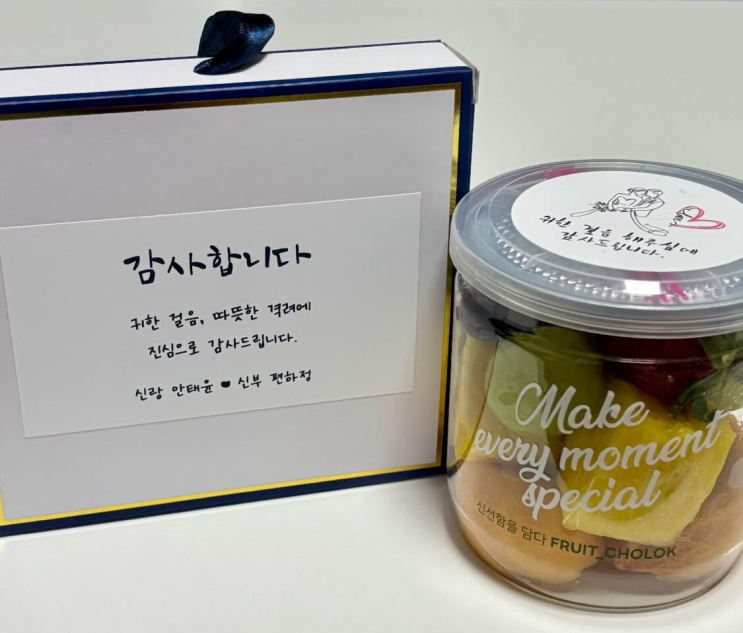 감사합니다
귀한 걸음, 따뜻한 격려에
진심으로 감사드립니다.
신랑 안태윤 ♥ 신부 편하정
귀한 걸음 해주심에
감사드립니다.
Make
every moment
special
신선함을 담다 FRUIT_CHOLOK